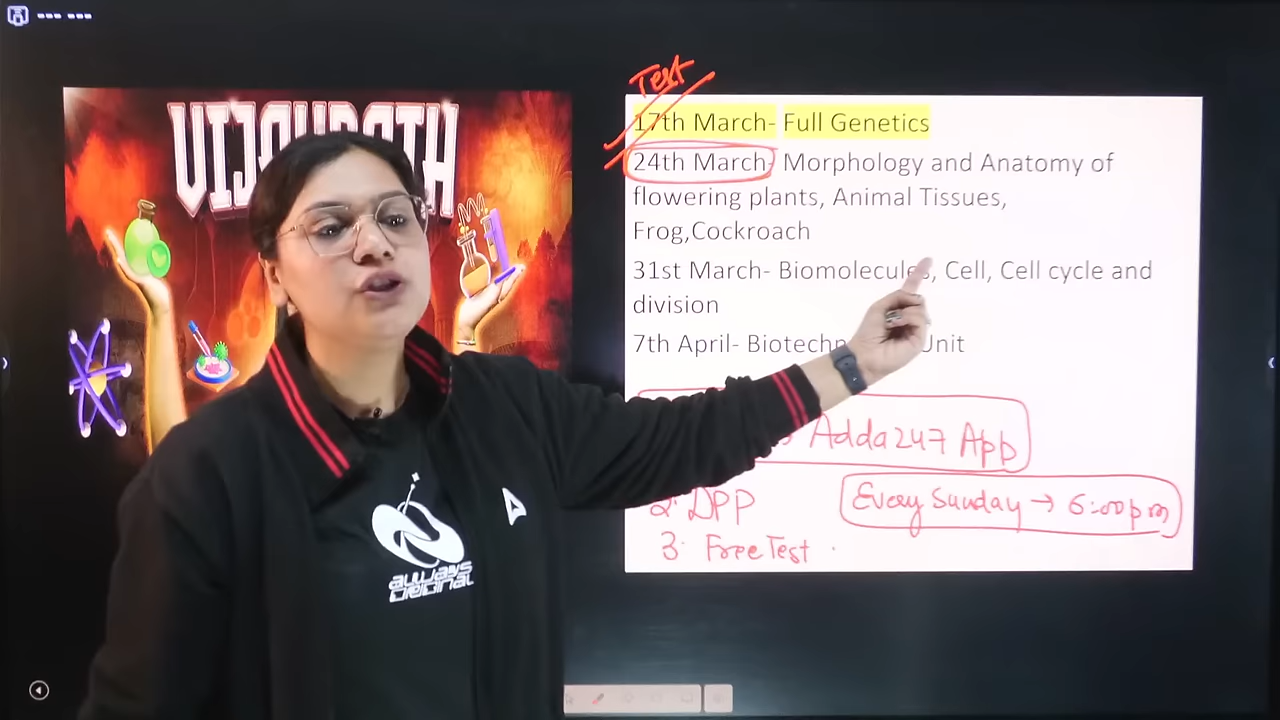 Test
17th March- Full Genetics
24th March- Morphology and Anatomy of
flowering plants, Animal Tissues,
Frog,Cockroach
31st March- Biomolecules, Cell, Cell cycle and
division
7th April- Unit
Adda247 App
2. DPP
Every Sunday → 6:00pm
3. Free Test
ALWAYS
ORIGINAL